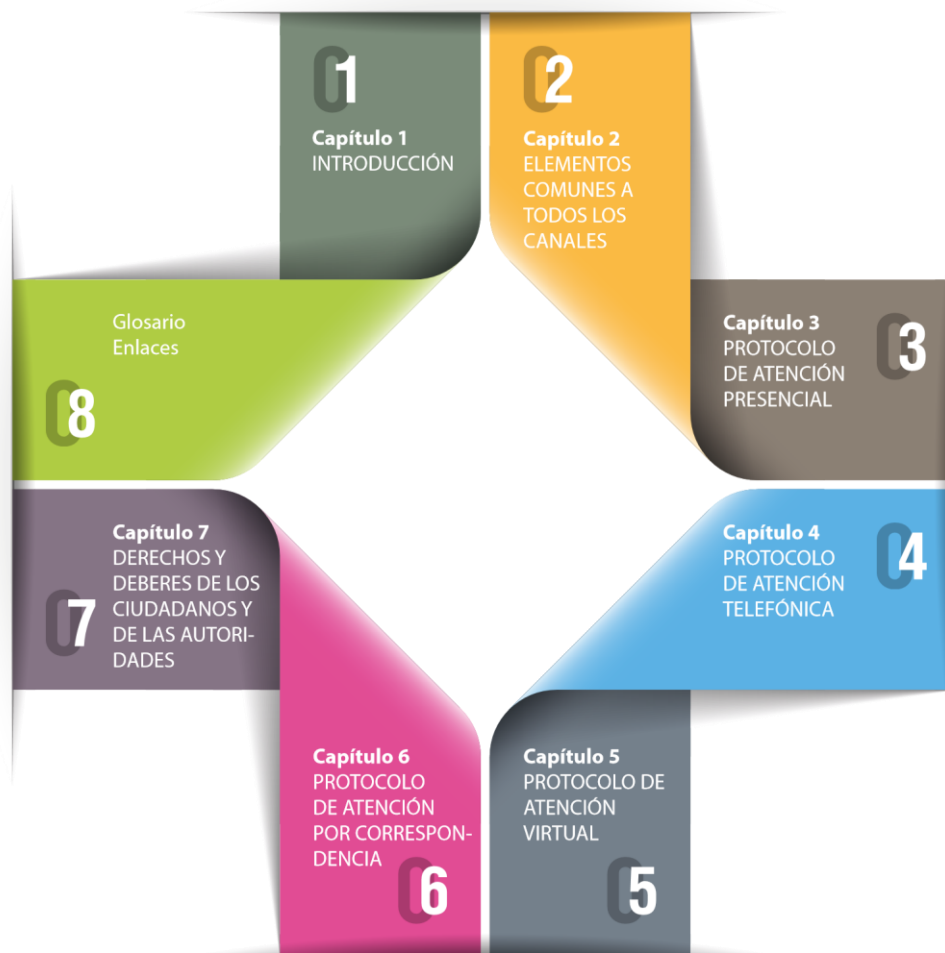 01
Capítulo 1
INTRODUCCIÓN
02
Capítulo 2
ELEMENTOS
COMUNES A
TODOS LOS
CANALES
03
Capítulo 3
PROTOCOLO
DE ATENCIÓN
PRESENCIAL
04
Capítulo 4
PROTOCOLO
DE ATENCIÓN
TELEFÓNICA
05
Capítulo 5
PROTOCOLO DE
ATENCIÓN
VIRTUAL
06
Capítulo 6
PROTOCOLO
DE ATENCIÓN
POR CORRESPON-
DENCIA
07
Capítulo 7
DERECHOS Y
DEBERES DE LOS
CIUDADANOS Y
DE LAS AUTORI-
DADES
08
Glosario
Enlaces